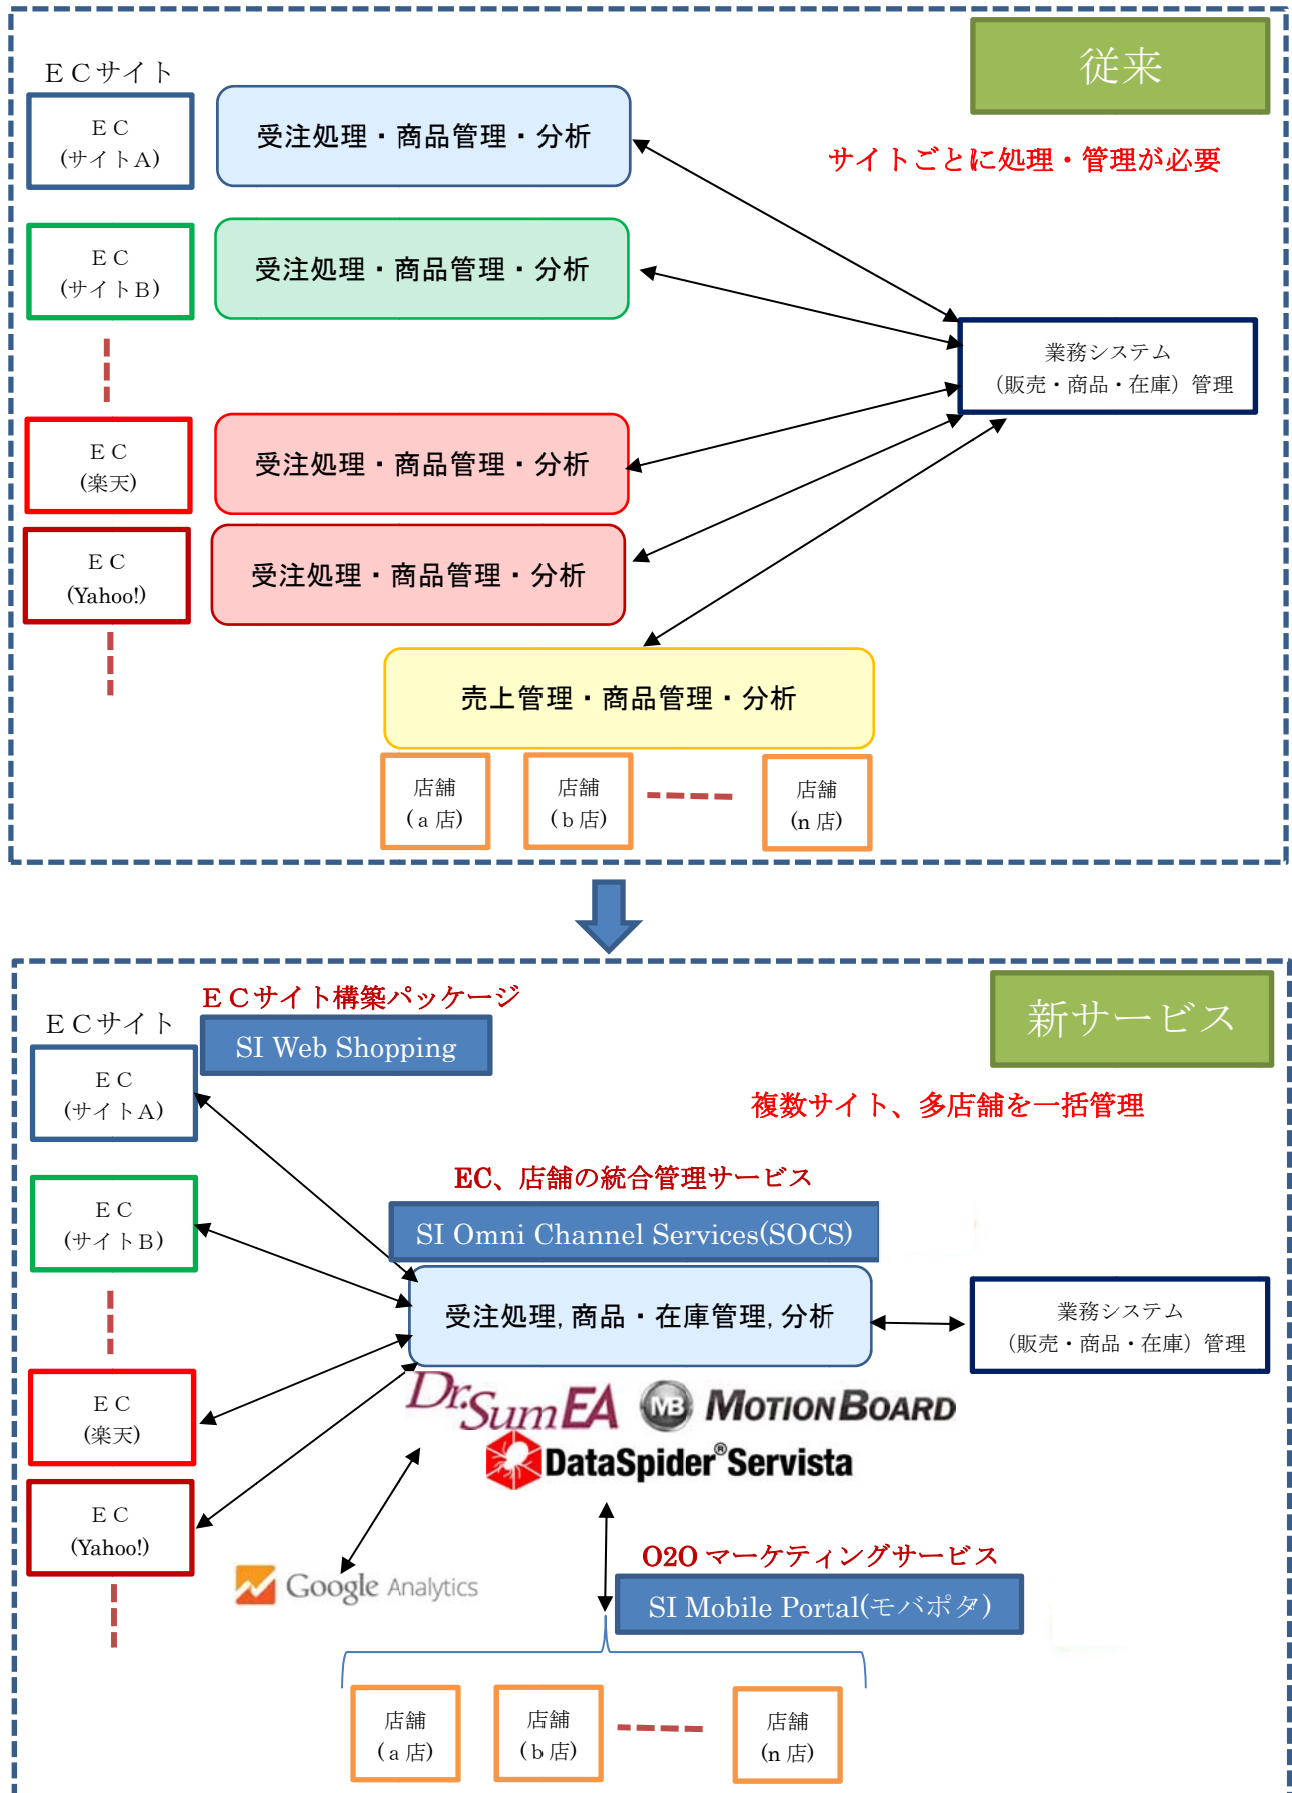 従来
ＥＣサイト
ＥＣ
(サイトＡ)
受注処理・商品管理・分析
サイトごとに処理・管理が必要
ＥＣ
(サイトＢ)
受注処理・商品管理・分析
業務システム
（販売・商品・在庫）管理
ＥＣ
(楽天)
受注処理・商品管理・分析
ＥＣ
(Yahoo!)
受注処理・商品管理・分析
売上管理・商品管理・分析
店舗
(ａ店)
店舗
(ｂ店)
店舗
(n 店)
新サービス
ＥＣサイト構築パッケージ
ＥＣサイト
SI Web Shopping
ＥＣ
(サイトＡ)
複数サイト、多店舗を一括管理
EC、店舗の統合管理サービス
ＥＣ
(サイトＢ)
SI Omni Channel Services(SOCS)
受注処理, 商品・在庫管理, 分析
業務システム
（販売・商品・在庫）管理
ＥＣ
(楽天)
Dr.Sum EA
MB MOTIONBOARD
DataSpider® Servista
ＥＣ
(Yahoo!)
Google Analytics
O2O マーケティングサービス
SI Mobile Portal(モバポタ)
店舗
(ａ店)
店舗
(ｂ店)
店舗
(n 店)